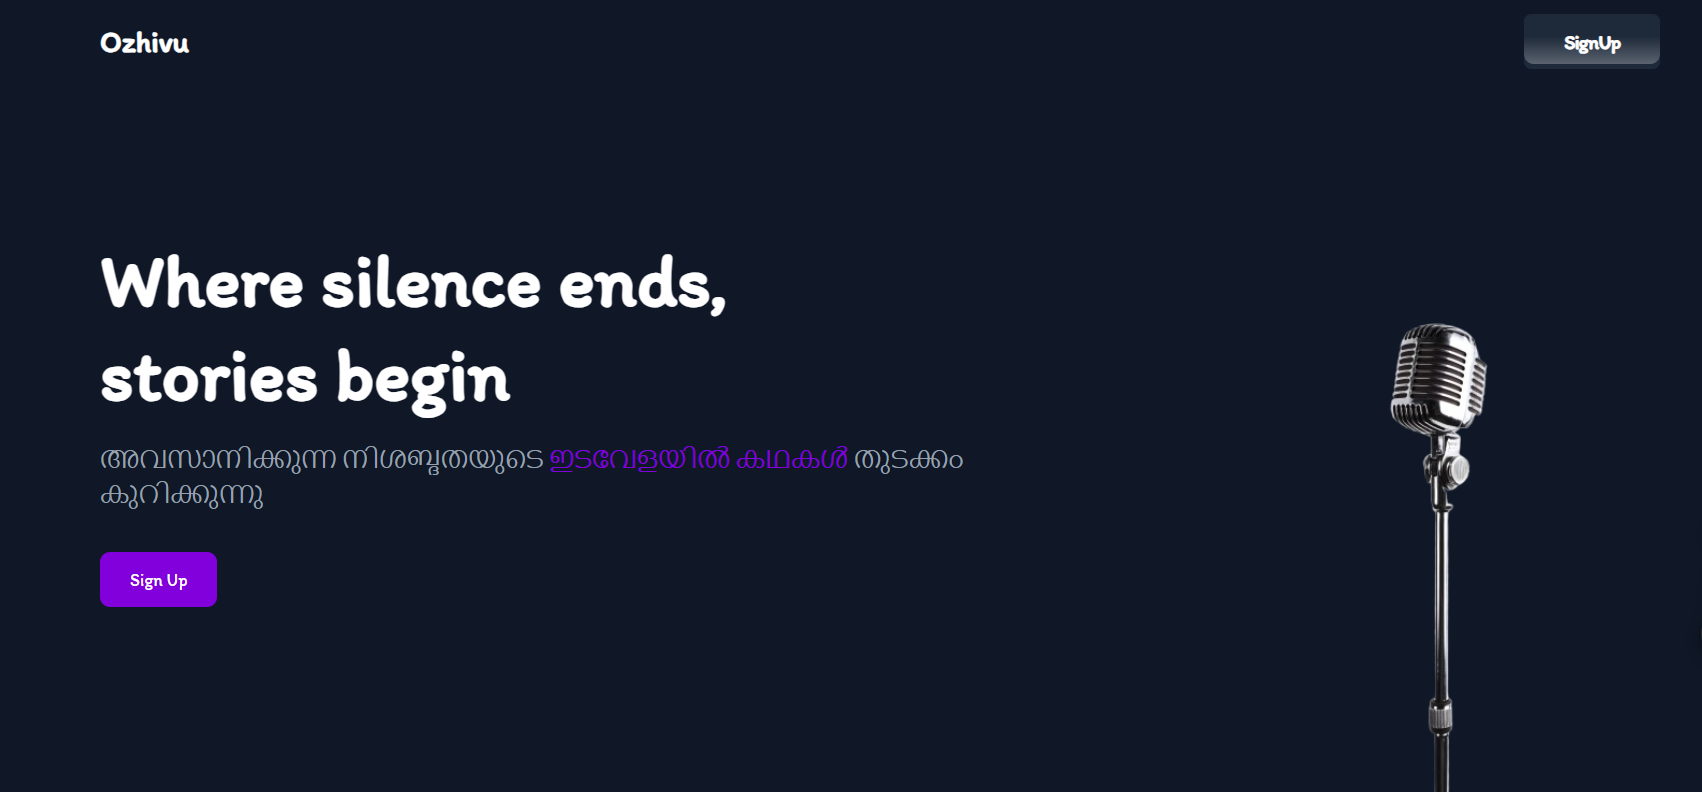 Ozhivu
SignUp
Where silence ends,
stories begin
അവസാനിക്കുന്ന നിശബ്ദതയുടെ ഇടവേളയിൽ കഥകൾ തുടക്കം
കുറിക്കുന്നു
Sign Up